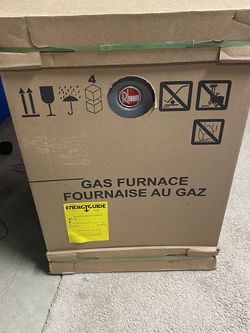 4
Rheem
GAS FURNACE
FOURNAISE AU GAZ
ENERGYGUIDE